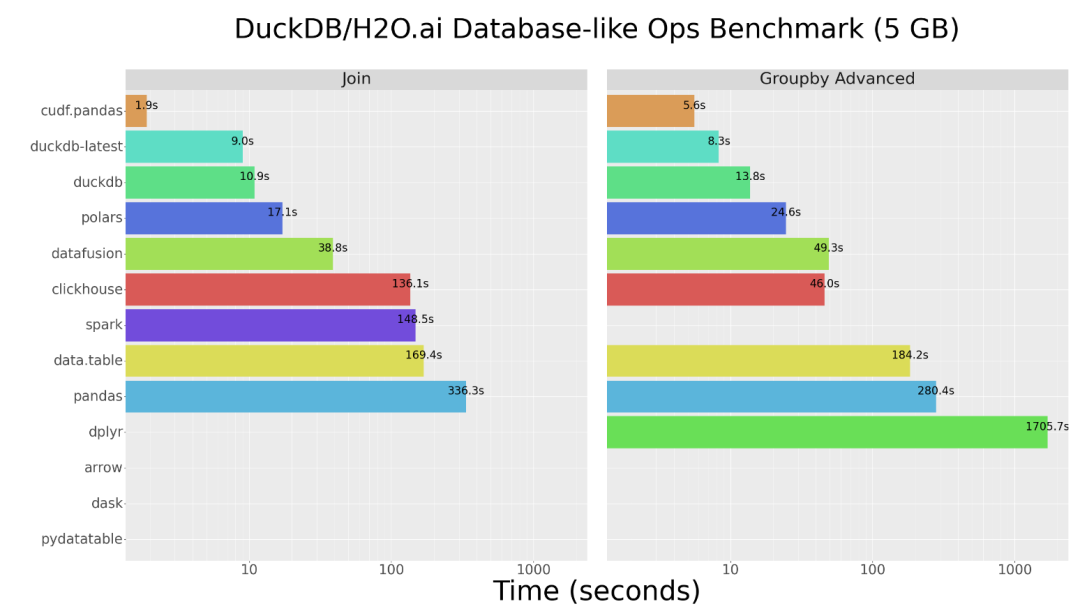 DuckDB/H2O.ai Database-like Ops Benchmark (5 GB)
Join
Groupby Advanced
cudf.pandas 1.9s 5.6s
duckdb-latest 9.0s 8.3s
duckdb 10.9s 13.8s
polars 17.1s 24.6s
datafusion 38.8s 49.3s
clickhouse 136.1s 46.0s
spark 148.5s
data.table 169.4s 184.2s
pandas 336.3s 280.4s
dplyr 1705.7s
arrow
dask
pydatatable
10 100 1000 10 100 1000
Time (seconds)